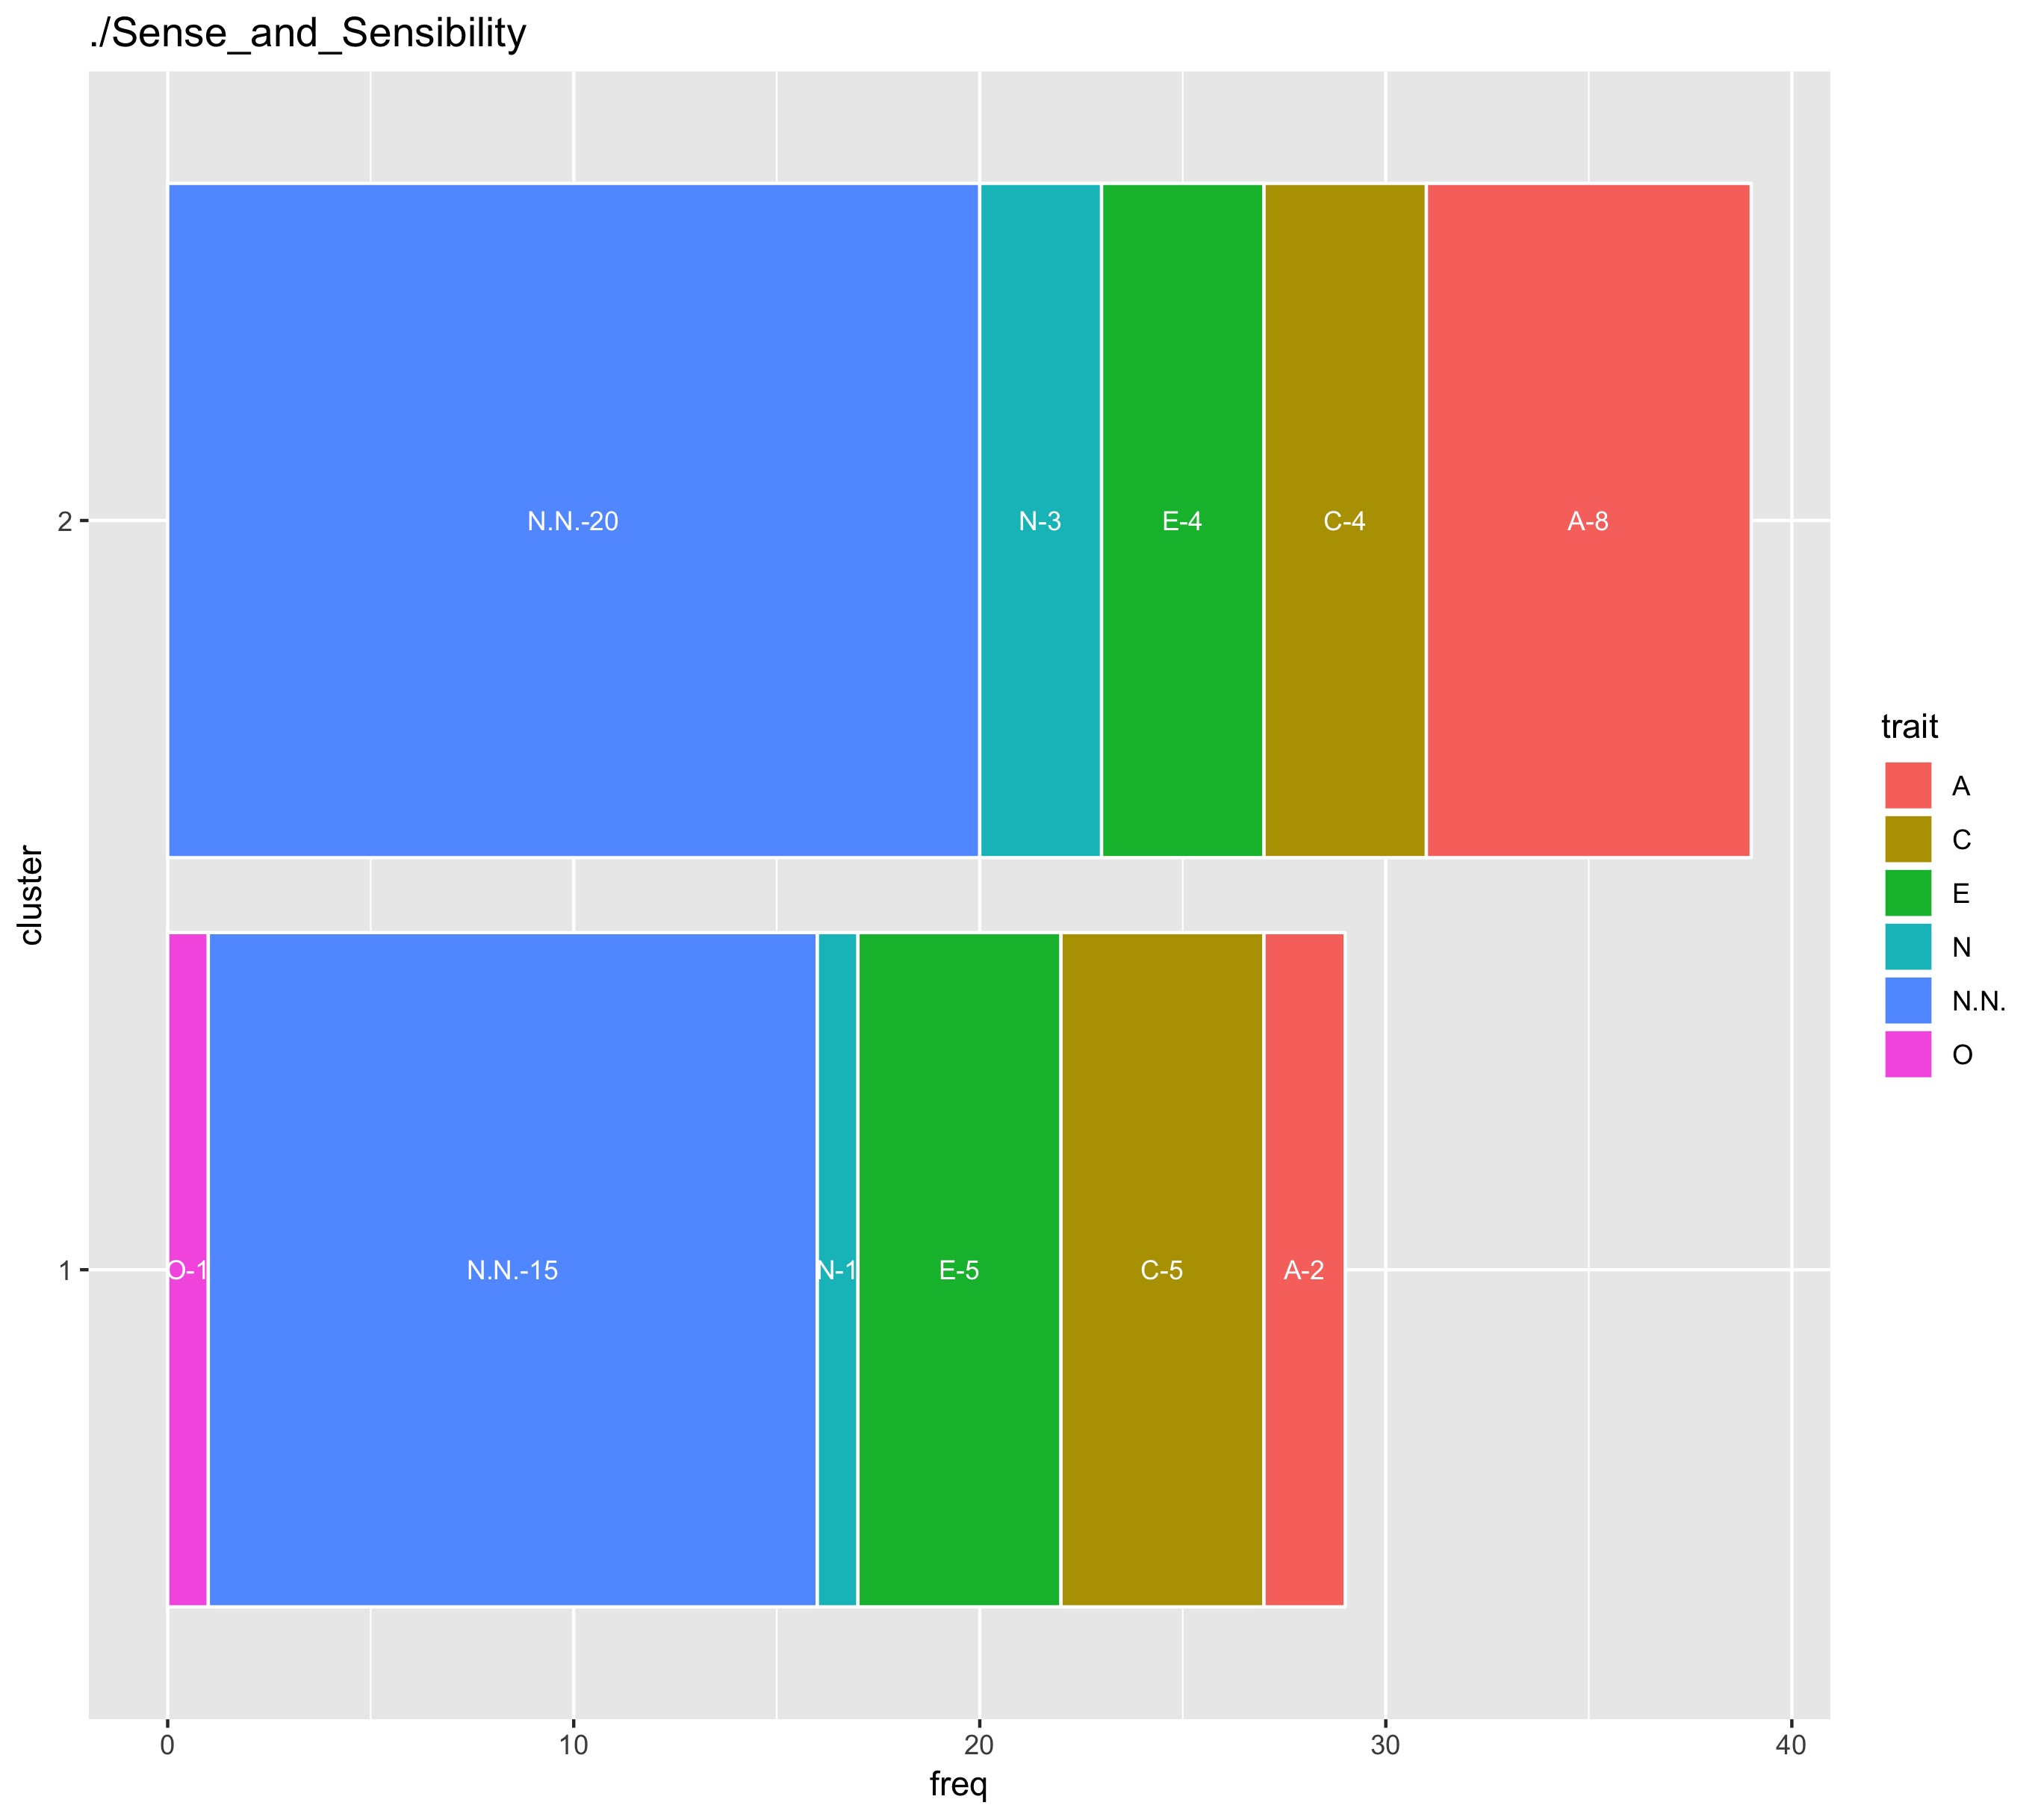 ./Sense_and_Sensibility
cluster
2
N.N.-20 N-3 E-4 C-4 A-8
1
O-1 N.N.-15 N-1 E-5 C-5 A-2
0 10 20 30 40
freq
trait
A
C
E
N
N.N.
O